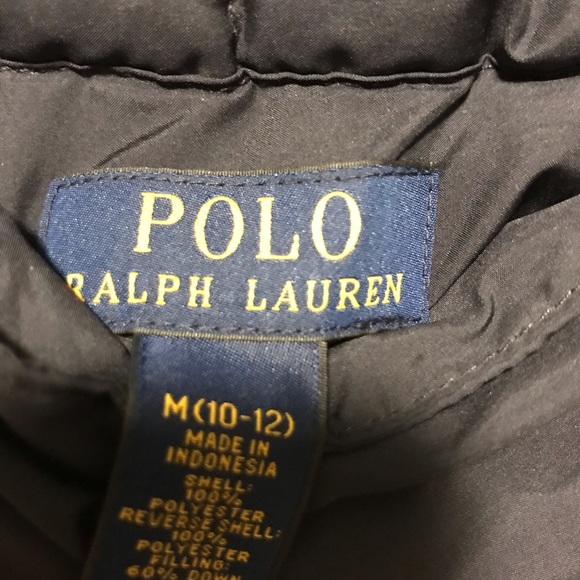 POLO
RALPH LAUREN
M(10-12)
MADE IN
INDONESIA
SHELL:
100%
POLYESTER
REVERSE SHELL:
100%
POLYESTER
FILLING:
60% DOWN